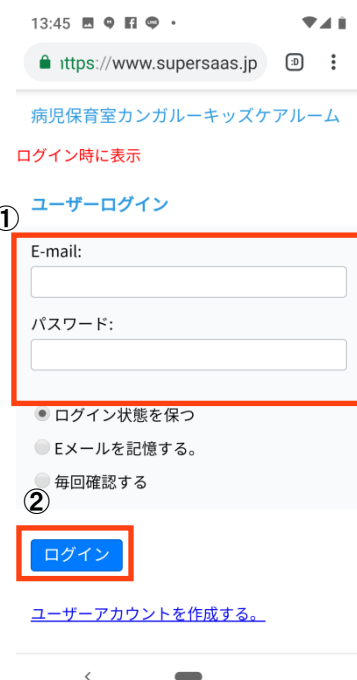 13:45
https://www.supersaas.jp
病児保育室カンガルーキッズケアルーム
ログイン時に表示
ユーザーログイン
①
E-mail:
パスワード:
ログイン状態を保つ
Eメールを記憶する。
毎回確認する
②
ログイン
ユーザーアカウントを作成する。